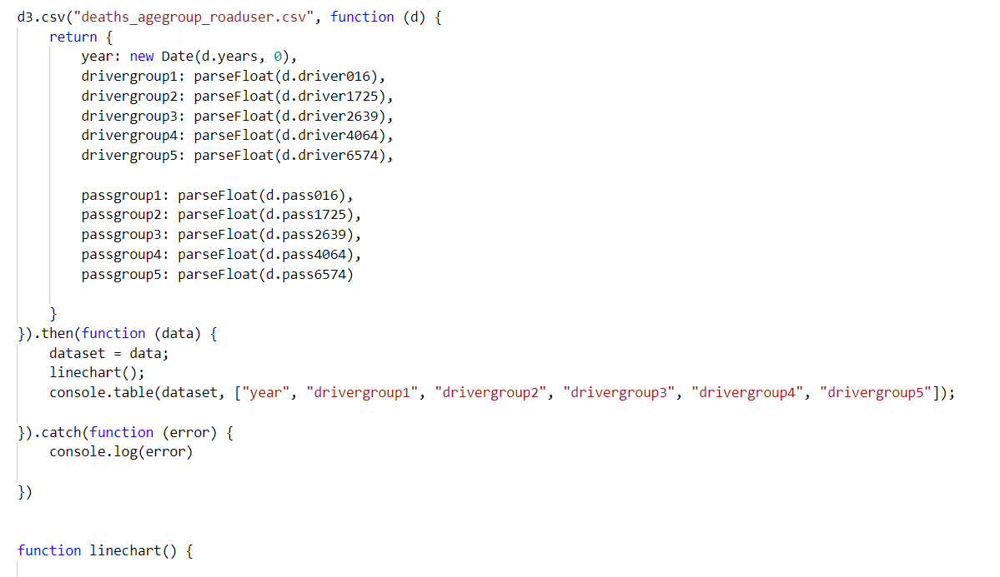 d3.csv("deaths_agegroup_roaduser.csv", function (d) {
    return {
        year: new Date(d.years, 0),
        drivergroup1: parseFloat(d.driver016),
        drivergroup2: parseFloat(d.driver1725),
        drivergroup3: parseFloat(d.driver2639),
        drivergroup4: parseFloat(d.driver4064),
        drivergroup5: parseFloat(d.driver6574),

        passgroup1: parseFloat(d.pass016),
        passgroup2: parseFloat(d.pass1725),
        passgroup3: parseFloat(d.pass2639),
        passgroup4: parseFloat(d.pass4064),
        passgroup5: parseFloat(d.pass6574)

    }
}).then(function (data) {
    dataset = data;
    linechart();
    console.table(dataset, ["year", "drivergroup1", "drivergroup2", "drivergroup3", "drivergroup4", "drivergroup5"]);

}).catch(function (error) {
    console.log(error)

})


function linechart() {